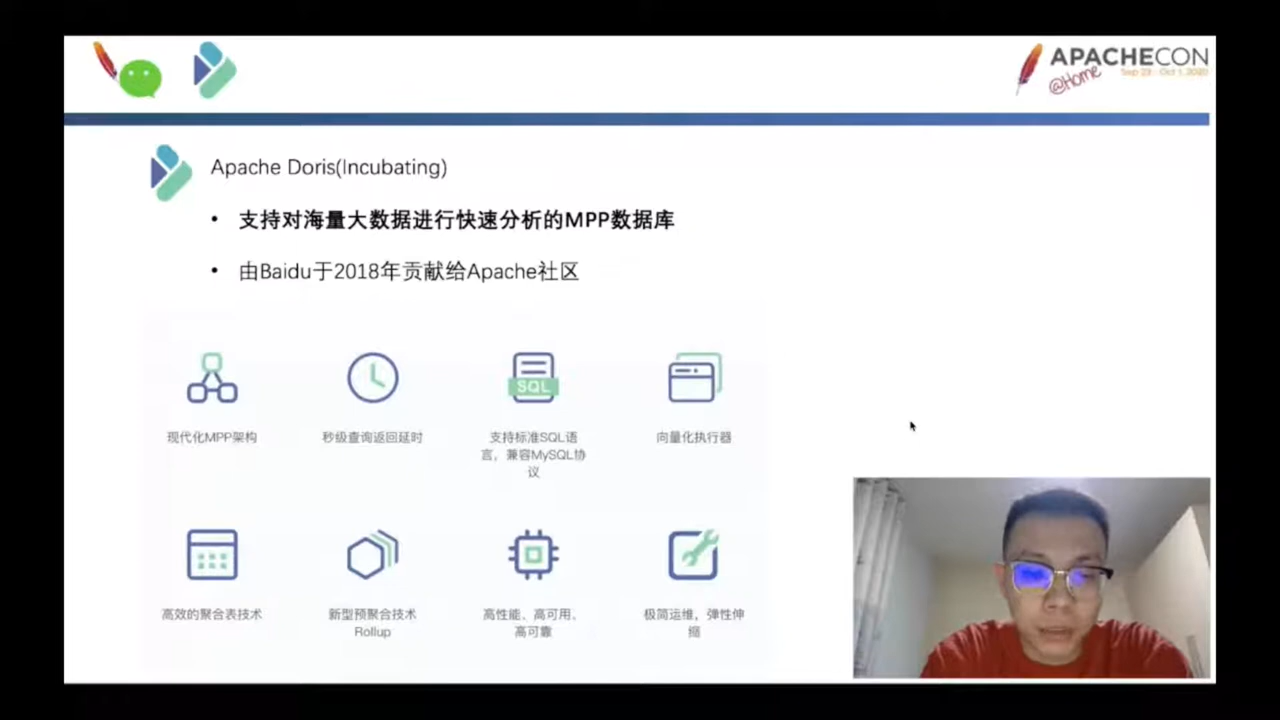 APACHECON
@Home
Sep 29 - Oct 1, 2020
Apache Doris(Incubating)
• 支持对海量大数据进行快速分析的MPP数据库
• 由Baidu于2018年贡献给Apache社区
现代化MPP架构
秒级查询返回延时
SQL
支持标准SQL语
言，兼容MySQL协
议
向量化执行器
高效的聚合表技术
新型预聚合技术
Rollup
高性能、高可用、
高可靠
极简运维，弹性伸
缩